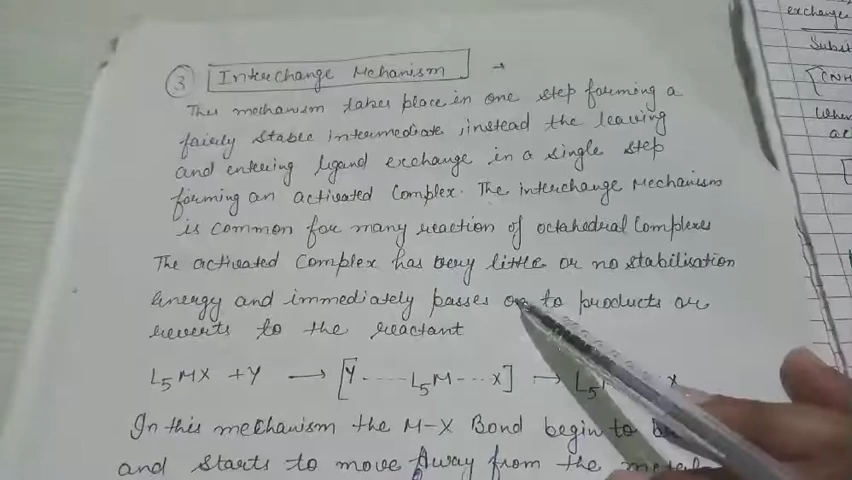 ③ Interchange Mchanism →
This mechanism takes place in one step forming a
fairly stable intermediate, instead the leaving
and entering ligand exchange in a single step
forming an activated complex. The interchange Mechanism
is common for many reaction of octahedral Complexes
The activated Complex has very little or no stabilisation
energy and immediately passes on to products or
reverts to the reactant
L₅MX + Y → [Y ---- L₅M --- X] → L₅ X
In this mechanism the M-X Bond begin to
and starts to move Away from the metal
exchange
Subst
When